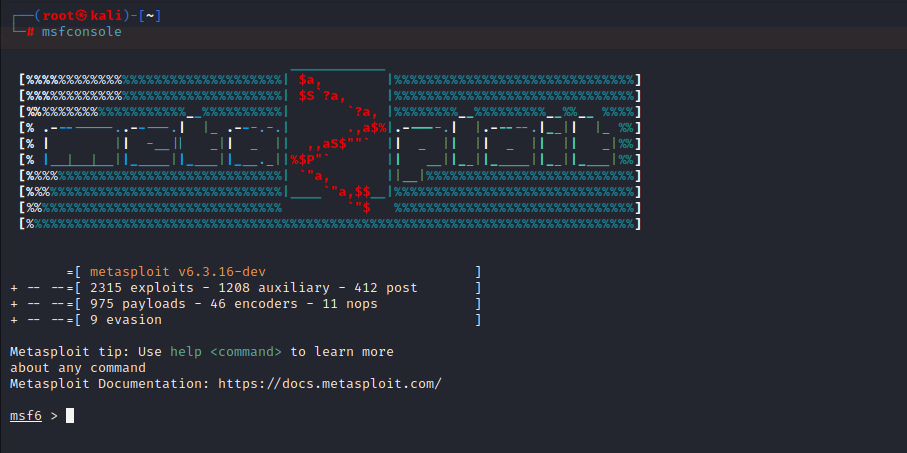 (root㉿kali)-[~]
# msfconsole
metasploit
=[ metasploit v6.3.16-dev ]
+ -- --=[ 2315 exploits - 1208 auxiliary - 412 post ]
+ -- --=[ 975 payloads - 46 encoders - 11 nops ]
+ -- --=[ 9 evasion ]
Metasploit tip: Use help <command> to learn more
about any command
Metasploit Documentation: https://docs.metasploit.com/
msf6 >